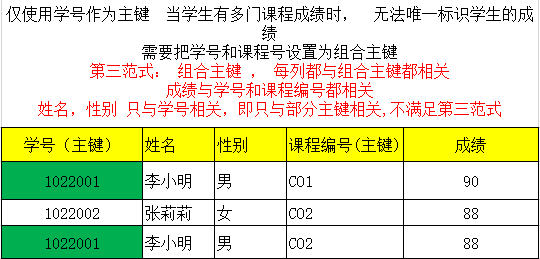 仅使用学号作为主键 当学生有多门课程成绩时， 无法唯一标识学生的成
绩
需要把学号和课程号设置为组合主键
第三范式： 组合主键 ， 每列都与组合主键都相关
成绩与学号和课程编号都相关
姓名，性别 只与学号相关，即只与部分主键相关,不满足第三范式
学号（主键） 姓名 性别 课程编号(主键) 成绩
1022001 李小明 男 CO1 90
1022002 张莉莉 女 CO2 88
1022001 李小明 男 CO2 88